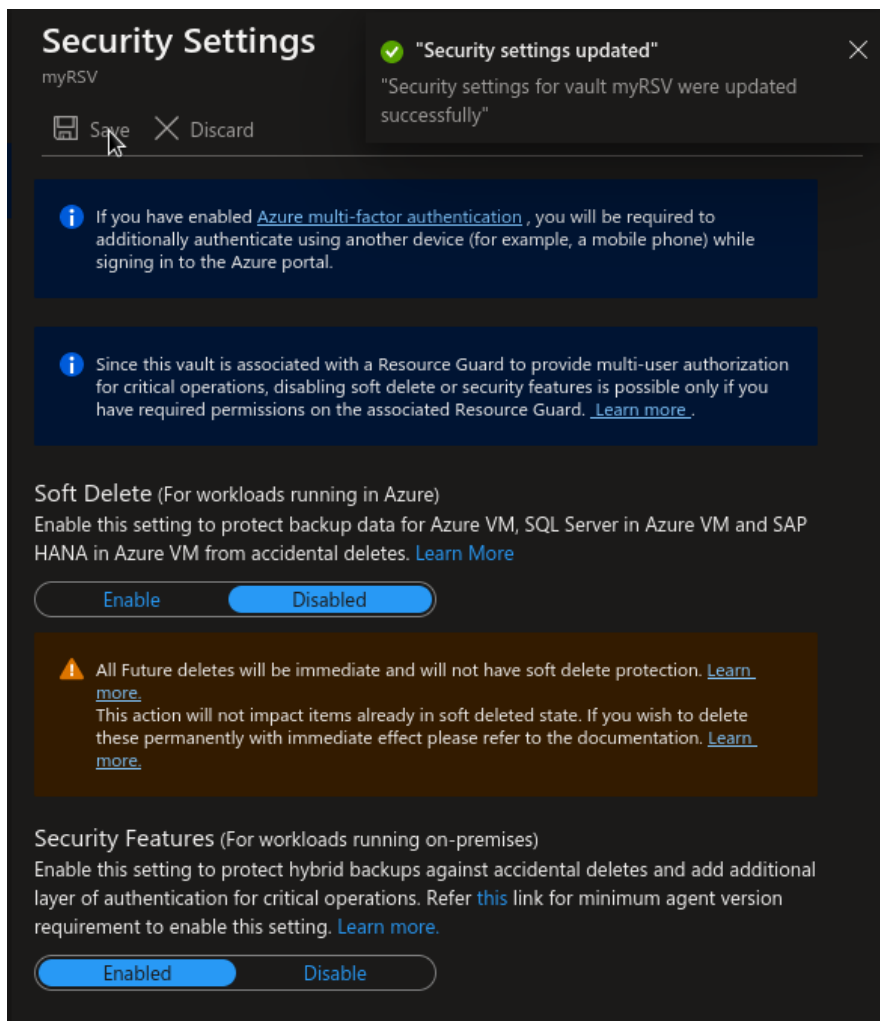 Security Settings
myRSV
Save
Discard
"Security settings updated"
"Security settings for vault myRSV were updated
successfully"
If you have enabled Azure multi-factor authentication , you will be required to
additionally authenticate using another device (for example, a mobile phone) while
signing in to the Azure portal.
Since this vault is associated with a Resource Guard to provide multi-user authorization
for critical operations, disabling soft delete or security features is possible only if you
have required permissions on the associated Resource Guard. Learn more .
Soft Delete (For workloads running in Azure)
Enable this setting to protect backup data for Azure VM, SQL Server in Azure VM and SAP
HANA in Azure VM from accidental deletes. Learn More
Enable
Disabled
All Future deletes will be immediate and will not have soft delete protection. Learn
more.
This action will not impact items already in soft deleted state. If you wish to delete
these permanently with immediate effect please refer to the documentation. Learn
more.
Security Features (For workloads running on-premises)
Enable this setting to protect hybrid backups against accidental deletes and add additional
layer of authentication for critical operations. Refer this link for minimum agent version
requirement to enable this setting. Learn more.
Enabled
Disable